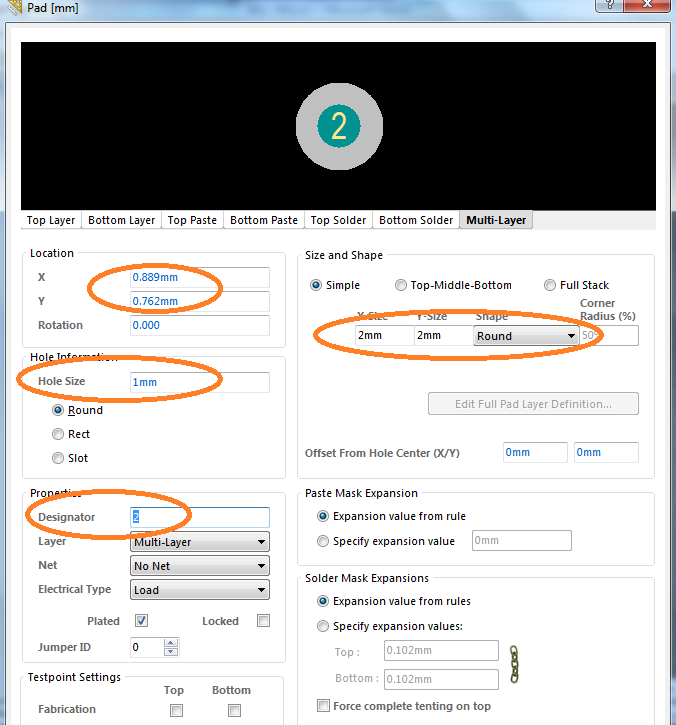 Pad [mm]
2
Top Layer Bottom Layer Top Paste Bottom Paste Top Solder Bottom Solder Multi-Layer
Location
X 0.889mm
Y 0.762mm
Rotation 0.000
Size and Shape
Simple Top-Middle-Bottom Full Stack
X-Size Y-Size Shape Corner Radius (%)
2mm 2mm Round 50%
Hole Information
Hole Size 1mm
Round
Rect
Slot
Edit Full Pad Layer Definition...
Offset From Hole Center (X/Y) 0mm 0mm
Properties
Designator 2
Layer Multi-Layer
Net No Net
Electrical Type Load
Plated Locked
Jumper ID 0
Paste Mask Expansion
Expansion value from rule
Specify expansion value 0mm
Solder Mask Expansions
Expansion value from rules
Specify expansion values:
Top : 0.102mm
Bottom : 0.102mm
Force complete tenting on top
Testpoint Settings
Top Bottom
Fabrication